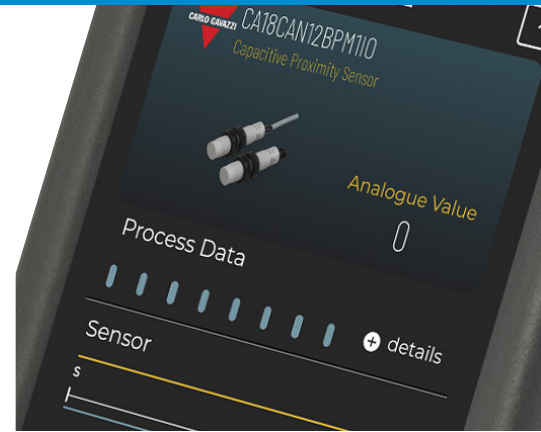 CARLO GAVAZZI
CA18CAN12BPM1IO
Capacitive Proximity Sensor
Analogue Value
0
Process Data
+ details
Sensor
s